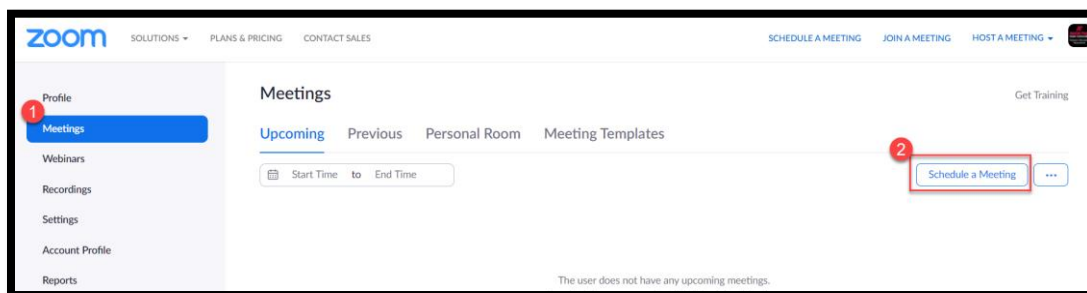 zoom SOLUTIONS PLANS & PRICING CONTACT SALES SCHEDULE A MEETING JOIN A MEETING HOST A MEETING
Profile
1
Meetings
Webinars
Recordings
Settings
Account Profile
Reports
Meetings Get Training
Upcoming Previous Personal Room Meeting Templates
2
Start Time to End Time Schedule a Meeting ...
The user does not have any upcoming meetings.